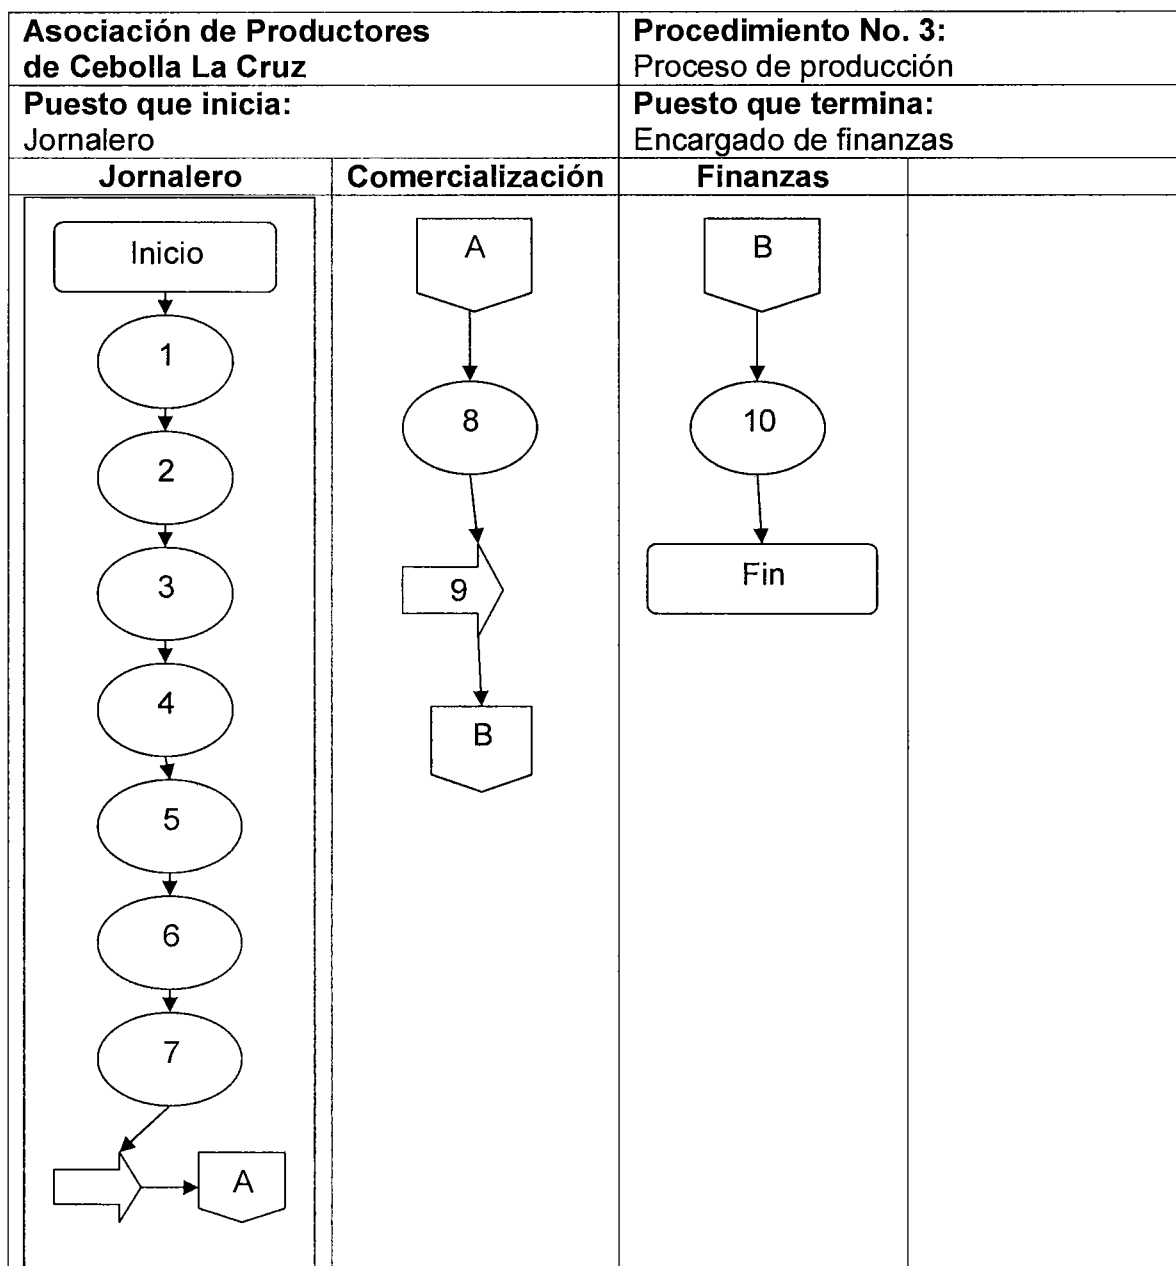 Asociación de Productores
de Cebolla La Cruz
Procedimiento No. 3:
Proceso de producción
Puesto que inicia:
Jornalero
Puesto que termina:
Encargado de finanzas
Jornalero
Comercialización
Finanzas
Inicio
1
2
3
4
5
6
7
A
A
8
9
B
B
10
Fin